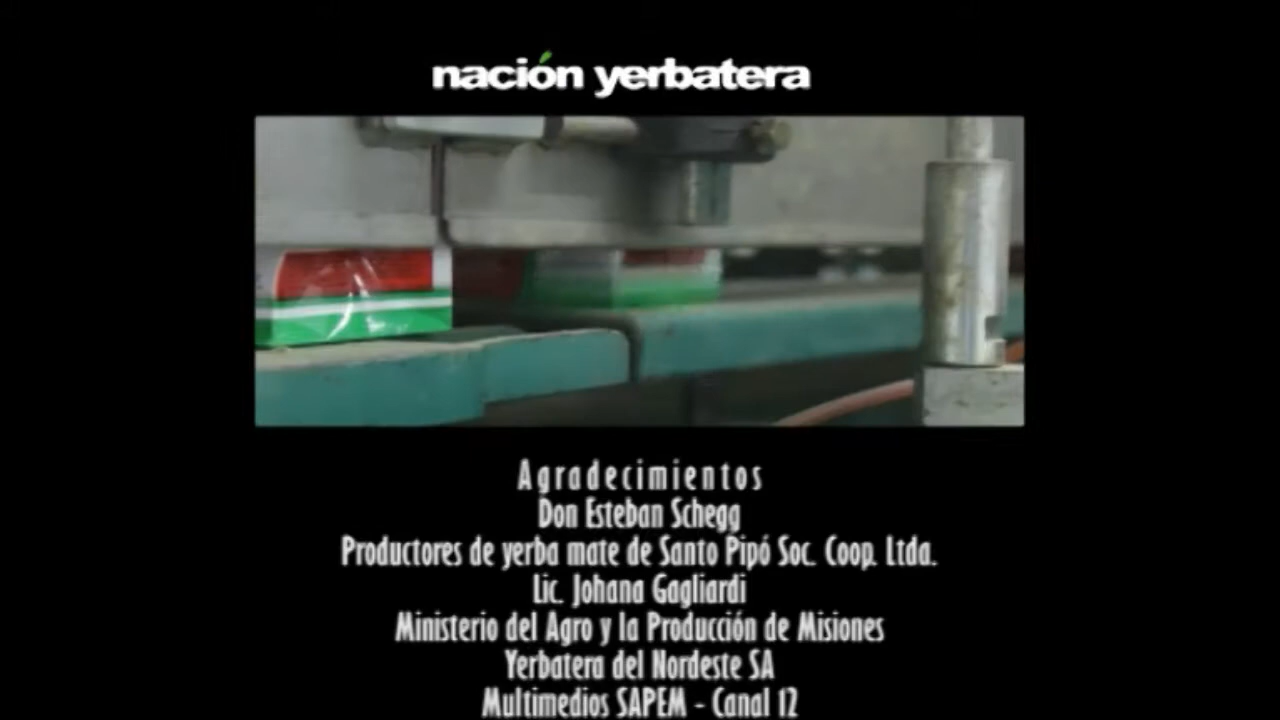 nación yerbatera
Agradecimientos
Don Esteban Schegg
Productores de yerba mate de Santo Pipó Soc. Coop. Ltda.
Lic. Johana Gagliardi
Ministerio del Agro y la Producción de Misiones
Yerbatera del Nordeste SA
Multimedios SAPEM - Canal 12